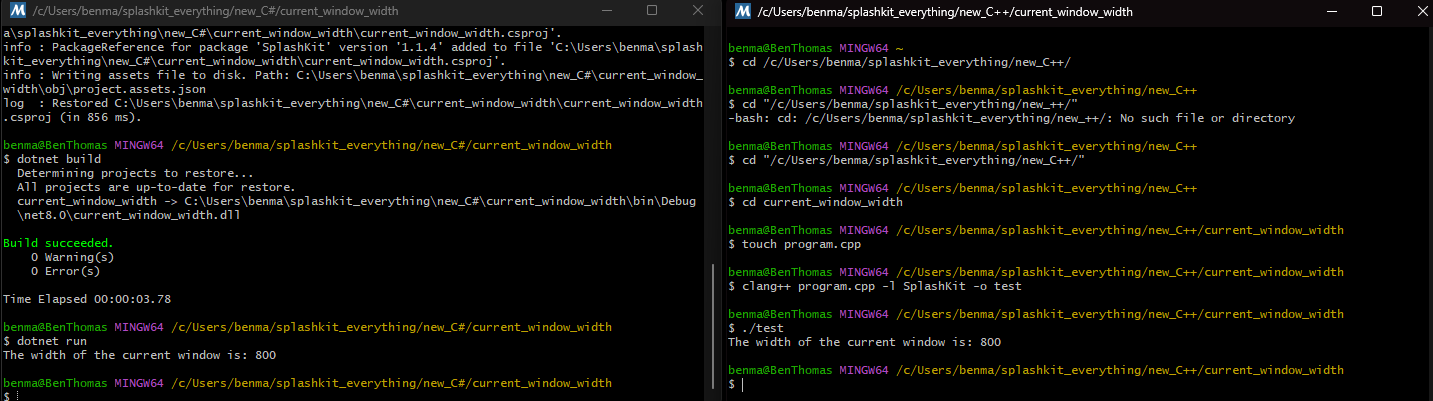 /c/Users/benma/splashkit_everything/new_C#/current_window_width
a\splashkit_everything\new_C#\current_window_width\current_window_width.csproj'.
info : PackageReference for package 'SplashKit' version '1.1.4' added to file 'C:\Users\benma\splash
kit_everything\new_C#\current_window_width\current_window_width.csproj'.
info : Writing assets file to disk. Path: C:\Users\benma\splashkit_everything\new_C#\current_window_
width\obj\project.assets.json
log  : Restored C:\Users\benma\splashkit_everything\new_C#\current_window_width\current_window_width
.csproj (in 856 ms).
benma@BenThomas MINGW64 /c/Users/benma/splashkit_everything/new_C#/current_window_width
$ dotnet build
  Determining projects to restore...
  All projects are up-to-date for restore.
  current_window_width -> C:\Users\benma\splashkit_everything\new_C#\current_window_width\bin\Debug
\net8.0\current_window_width.dll
Build succeeded.
    0 Warning(s)
    0 Error(s)
Time Elapsed 00:00:03.78
benma@BenThomas MINGW64 /c/Users/benma/splashkit_everything/new_C#/current_window_width
$ dotnet run
The width of the current window is: 800
benma@BenThomas MINGW64 /c/Users/benma/splashkit_everything/new_C#/current_window_width
$
/c/Users/benma/splashkit_everything/new_C++/current_window_width
benma@BenThomas MINGW64 ~
$ cd /c/Users/benma/splashkit_everything/new_C++/
benma@BenThomas MINGW64 /c/Users/benma/splashkit_everything/new_C++
$ cd "/c/Users/benma/splashkit_everything/new_++/"
-bash: cd: /c/Users/benma/splashkit_everything/new_++/: No such file or directory
benma@BenThomas MINGW64 /c/Users/benma/splashkit_everything/new_C++
$ cd "/c/Users/benma/splashkit_everything/new_C++/"
benma@BenThomas MINGW64 /c/Users/benma/splashkit_everything/new_C++
$ cd current_window_width
benma@BenThomas MINGW64 /c/Users/benma/splashkit_everything/new_C++/current_window_width
$ touch program.cpp
benma@BenThomas MINGW64 /c/Users/benma/splashkit_everything/new_C++/current_window_width
$ clang++ program.cpp -l SplashKit -o test
benma@BenThomas MINGW64 /c/Users/benma/splashkit_everything/new_C++/current_window_width
$ ./test
The width of the current window is: 800
benma@BenThomas MINGW64 /c/Users/benma/splashkit_everything/new_C++/current_window_width
$